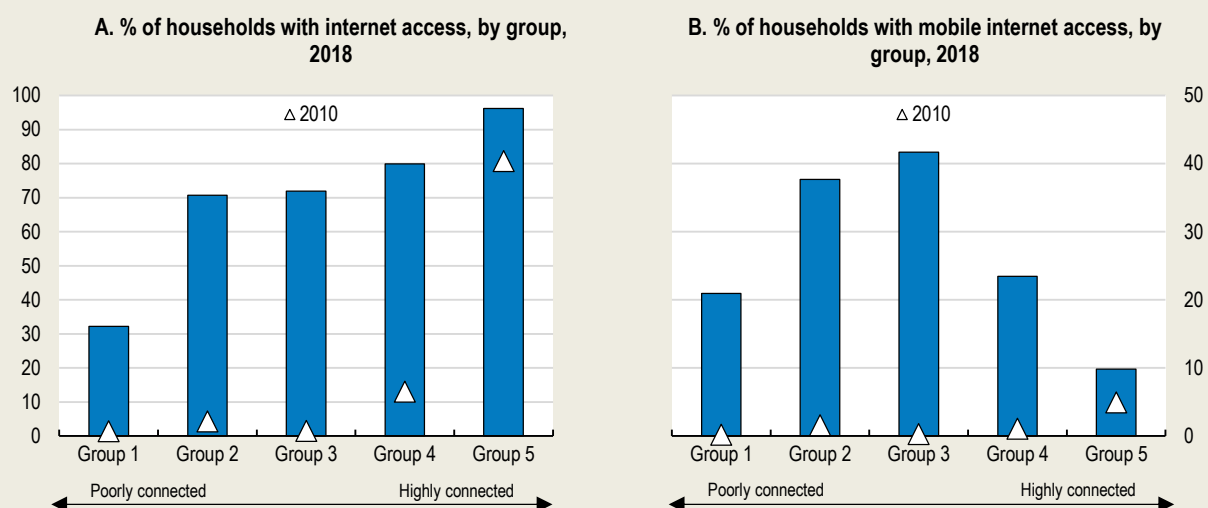 A. % of households with internet access, by group,
2018
100
90
80
70
60
50
40
30
20
10
0
2010
Group 1 Group 2 Group 3 Group 4 Group 5
Poorly connected Highly connected
B. % of households with mobile internet access, by
group, 2018
50
40
30
20
10
0
2010
Group 1 Group 2 Group 3 Group 4 Group 5
Poorly connected Highly connected